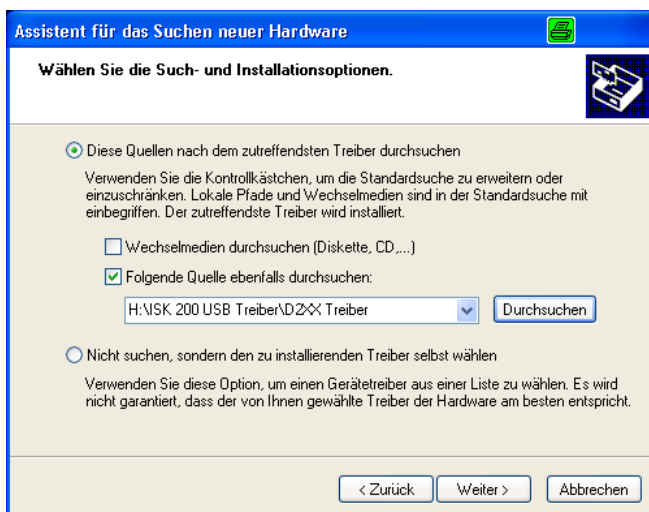 Assistent für das Suchen neuer Hardware
Wählen Sie die Such- und Installationsoptionen.
Diese Quellen nach dem zutreffendsten Treiber durchsuchen
Verwenden Sie die Kontrollkästchen, um die Standardsuche zu erweitern oder
einzuschränken. Lokale Pfade und Wechselmedien sind in der Standardsuche mit
einbegriffen. Der zutreffendste Treiber wird installiert.
Wechselmedien durchsuchen (Diskette, CD,...)
Folgende Quelle ebenfalls durchsuchen:
H:\ISK 200 USB Treiber\D2XX Treiber
Durchsuchen
Nicht suchen, sondern den zu installierenden Treiber selbst wählen
Verwenden Sie diese Option, um einen Gerätetreiber aus einer Liste zu wählen. Es wird
nicht garantiert, dass der von Ihnen gewählte Treiber der Hardware am besten entspricht.
< Zurück Weiter > Abbrechen